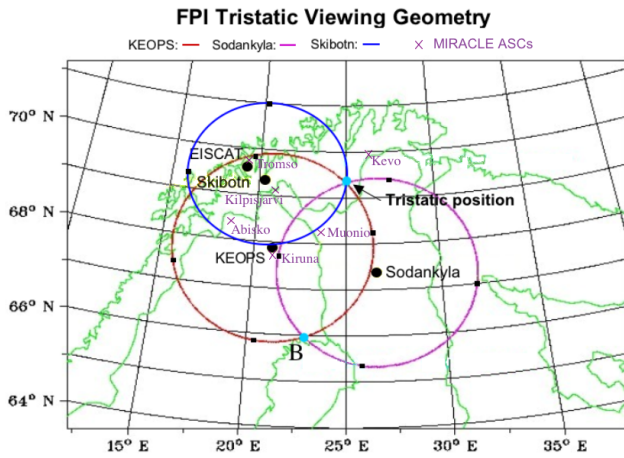 FPI Tristatic Viewing Geometry
KEOPS: Sodankyla: Skibotn: MIRACLE ASCs
70° N
68° N
66° N
64° N
EISCAT
Tromso
Kevo
Skibotn
Kilpisjarvi
Tristatic position
Abisko
Muonio
KEOPS
Kiruna
Sodankyla
B
15° E 20° E 25° E 30° E 35° E